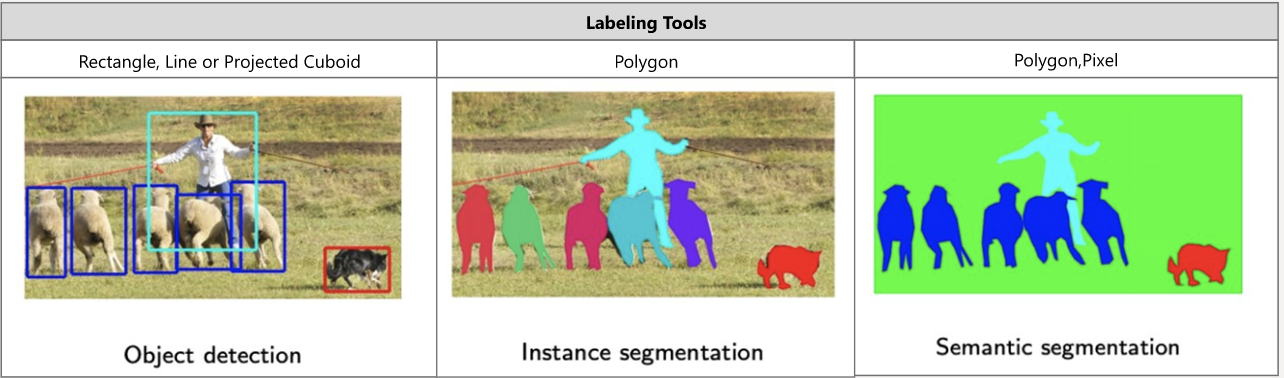 Labeling Tools
Rectangle, Line or Projected Cuboid
Polygon
Polygon,Pixel
Object detection
Instance segmentation
Semantic segmentation